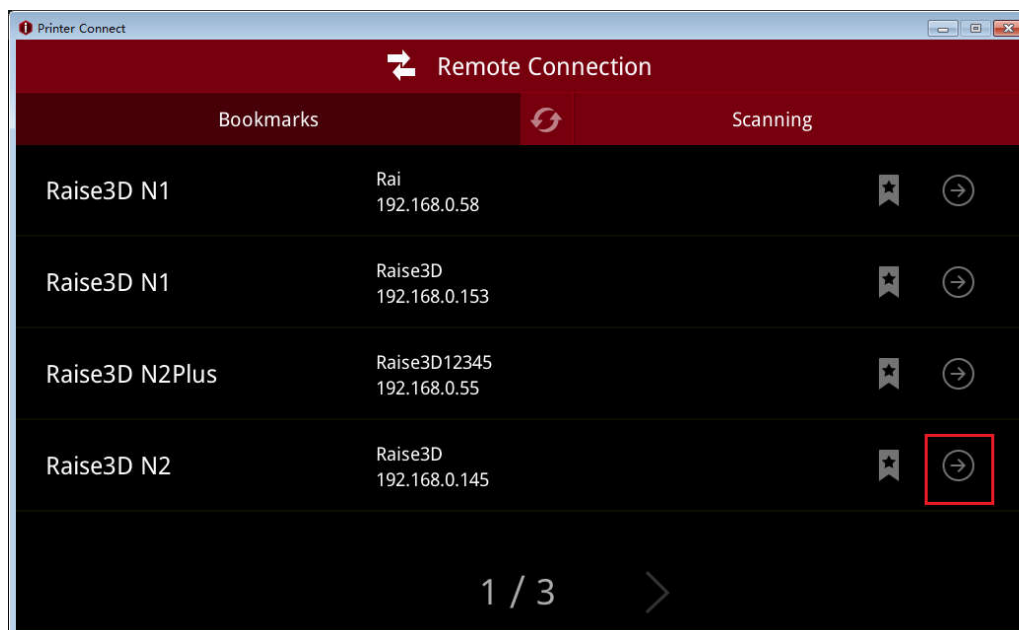 Printer Connect
Remote Connection
Bookmarks
Scanning
Raise3D N1
Rai
192.168.0.58
Raise3D N1
Raise3D
192.168.0.153
Raise3D N2Plus
Raise3D12345
192.168.0.55
Raise3D N2
Raise3D
192.168.0.145
1 / 3